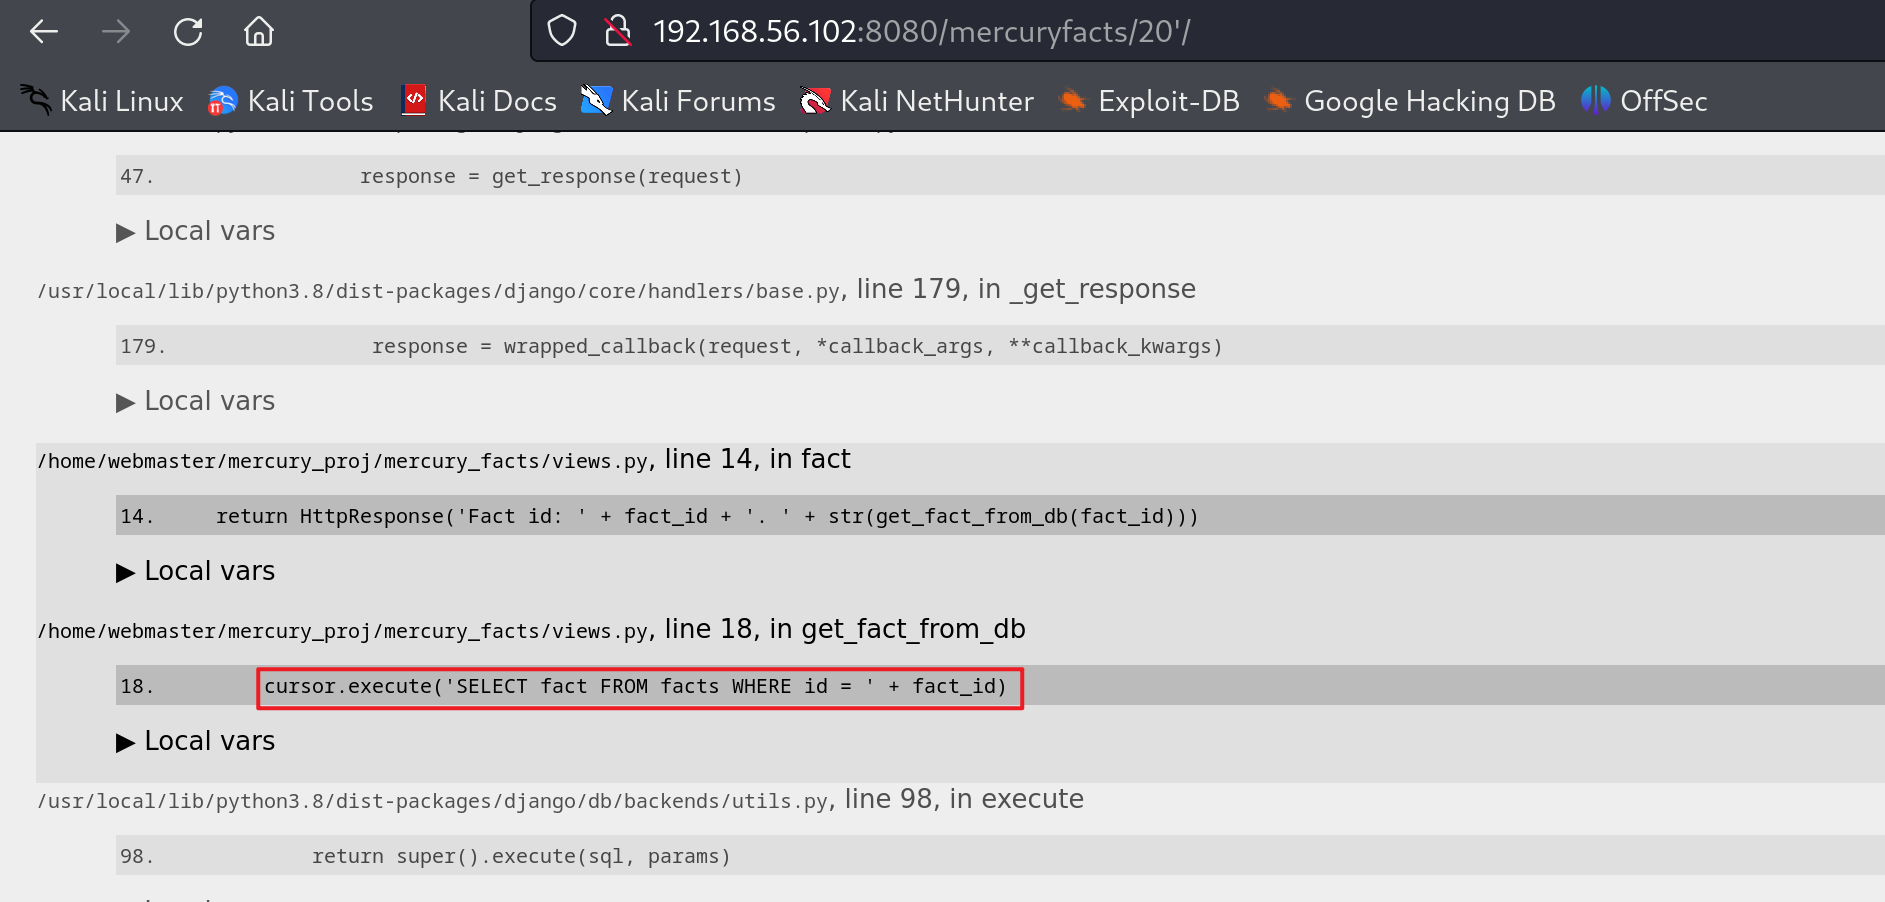 192.168.56.102:8080/mercuryfacts/20'/
Kali Linux Kali Tools Kali Docs Kali Forums Kali NetHunter Exploit-DB Google Hacking DB OffSec
47. response = get_response(request)
▶ Local vars
/usr/local/lib/python3.8/dist-packages/django/core/handlers/base.py, line 179, in _get_response
179. response = wrapped_callback(request, *callback_args, **callback_kwargs)
▶ Local vars
/home/webmaster/mercury_proj/mercury_facts/views.py, line 14, in fact
14. return HttpResponse('Fact id: ' + fact_id + '. ' + str(get_fact_from_db(fact_id)))
▶ Local vars
/home/webmaster/mercury_proj/mercury_facts/views.py, line 18, in get_fact_from_db
18. cursor.execute('SELECT fact FROM facts WHERE id = ' + fact_id)
▶ Local vars
/usr/local/lib/python3.8/dist-packages/django/db/backends/utils.py, line 98, in execute
98. return super().execute(sql, params)